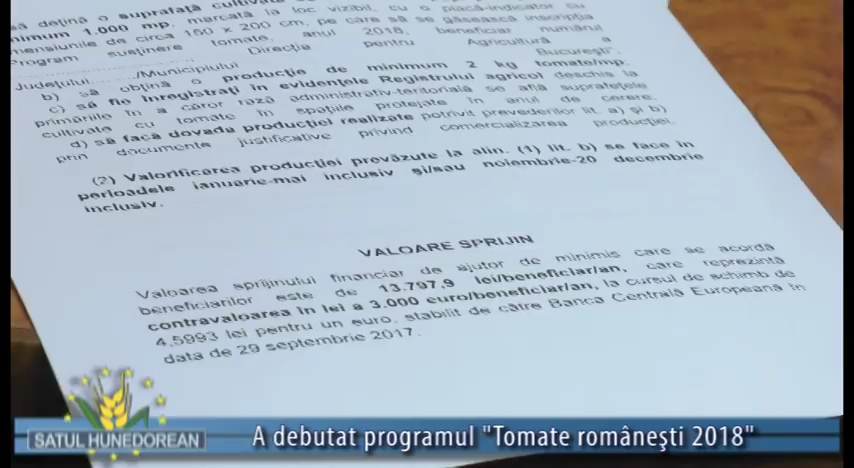 să dețină o suprafață cultivată
minimum 1.000 mp, marcată la loc vizibil, cu o placă-indicator cu
dimensiunile de circa 160 x 200 cm, pe care să se găsească inscripția
Program susținere tomate, anul 2018, beneficiar numărul
.................... Direcția pentru Agricultură a
Județului......../Municipiului București".
b) să obțină o producție de minimum 2 kg tomate/mp.
c) să fie înregistrați în evidențele Registrului agricol deschis la
primăriile în a căror rază administrativ-teritorială se află suprafețele
cultivate cu tomate în spațiile protejate în anul de cerere.
d) să facă dovada producției realizate potrivit prevederilor lit. a) și b)
prin documente justificative privind comercializarea producției.
(2) Valorificarea producției prevăzute la alin. (1) lit. b) se face în
perioadele ianuarie-mai inclusiv și/sau noiembrie-20 decembrie
inclusiv.
VALOARE SPRIJIN
Valoarea sprijinului financiar de ajutor de minimis care se acordă
beneficiarilor este de 13.797,9 lei/beneficiar/an, care reprezintă
contravaloarea în lei a 3.000 euro/beneficiar/an, la cursul de schimb de
4,5993 lei pentru un euro, stabilit de către Banca Centrală Europeană în
data de 29 septembrie 2017.
SATUL HUNEDOREAN
A debutat programul "Tomate româneşti 2018"